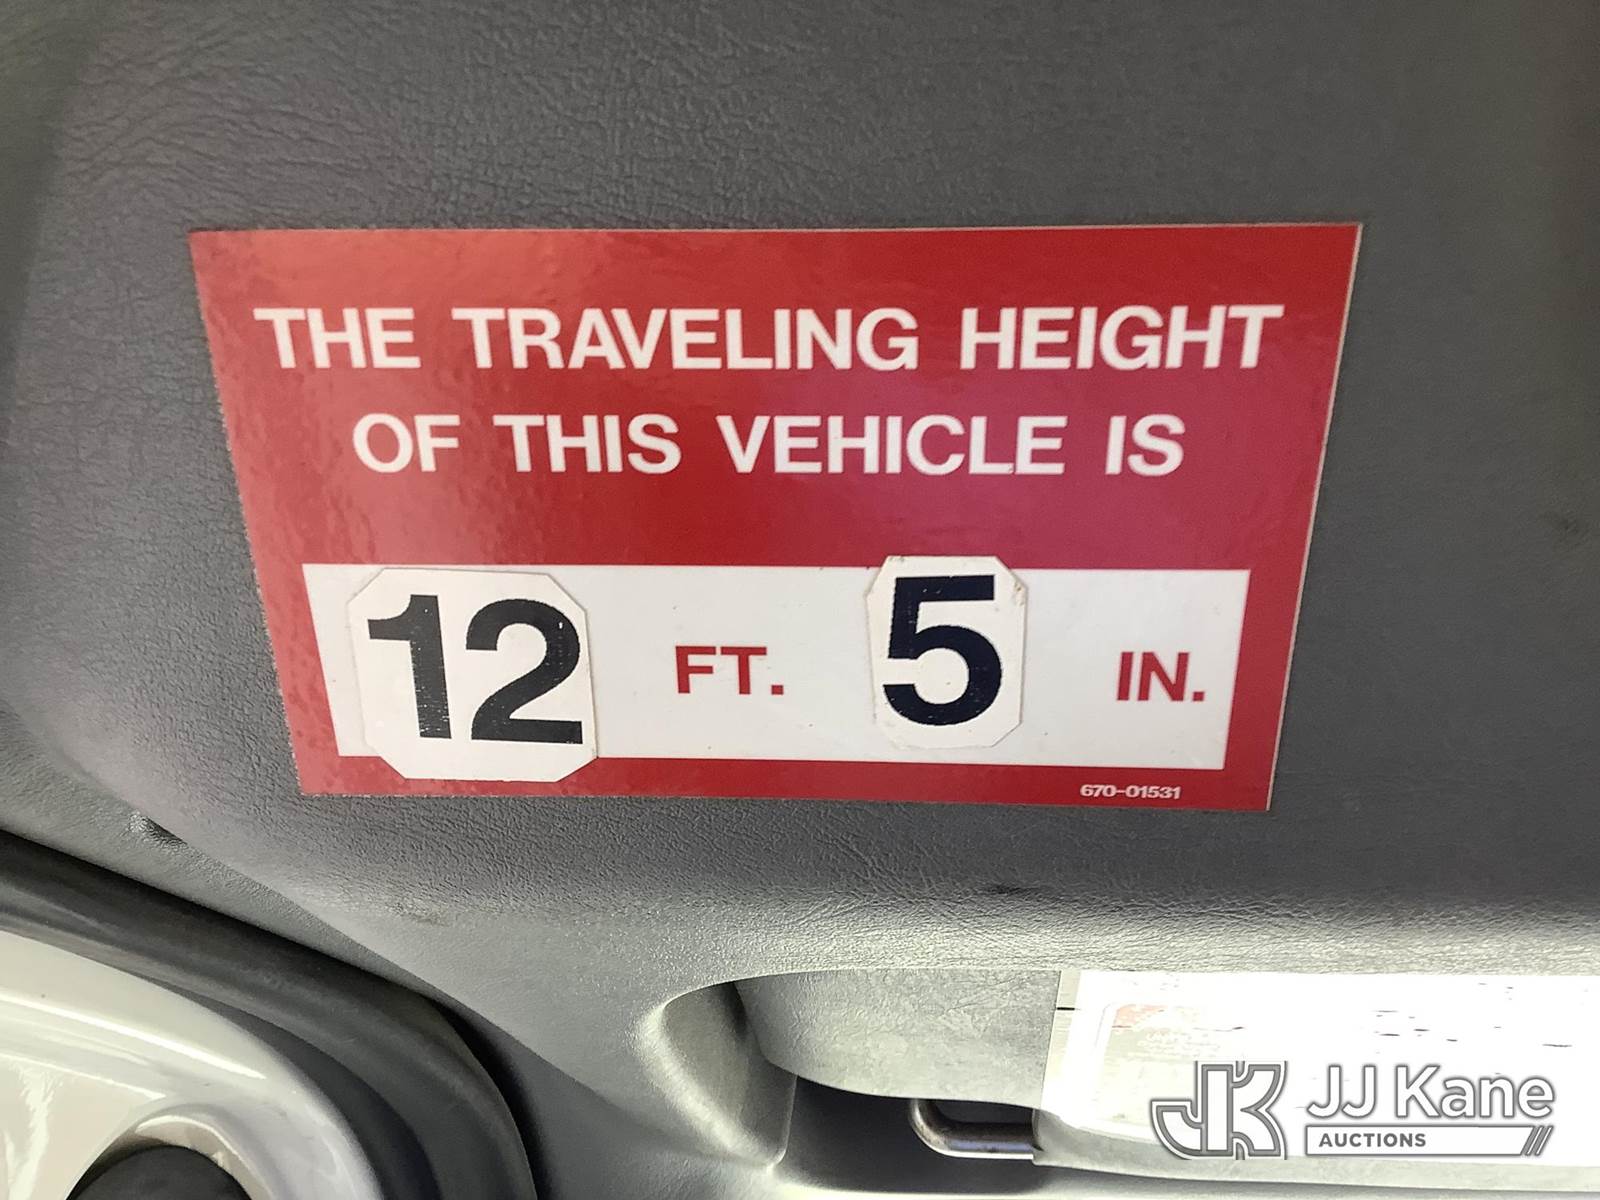 THE TRAVELING HEIGHT
OF THIS VEHICLE IS
12 FT. 5 IN.
670-01531
JJ Kane
AUCTIONS